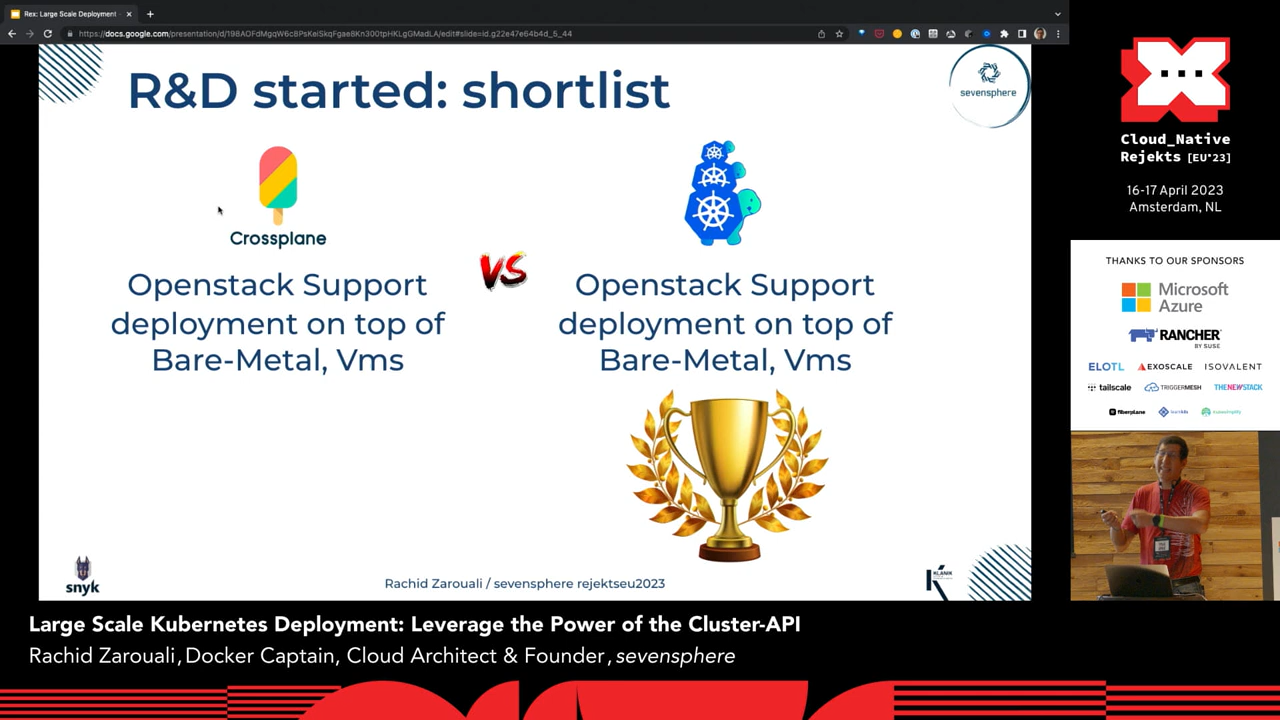 Rex: Large Scale Deployment
https://docs.google.com/presentation/d/198AOFdMgqW6c8PsKeiSkqFgae8Kn300tpHKLgGMadLA/edit#slide=id.g22e47e64b4d_5_44
R&D started: shortlist
sevensphere
Crossplane
VS
Openstack Support
deployment on top of
Bare-Metal, Vms
Openstack Support
deployment on top of
Bare-Metal, Vms
snyk
Rachid Zarouali / sevensphere rejektseu2023
KLANIK
Cloud_Native
Rejekts [EU*23]
16-17 April 2023
Amsterdam, NL
THANKS TO OUR SPONSORS
Microsoft
Azure
RANCHER
BY SUSE
ELOTL
EXOSCALE
ISOVALENT
tailscale
TRIGGERMESH
THENEWSTACK
fiberplane
Large Scale Kubernetes Deployment: Leverage the Power of the Cluster-API
Rachid Zarouali, Docker Captain, Cloud Architect & Founder, sevensphere